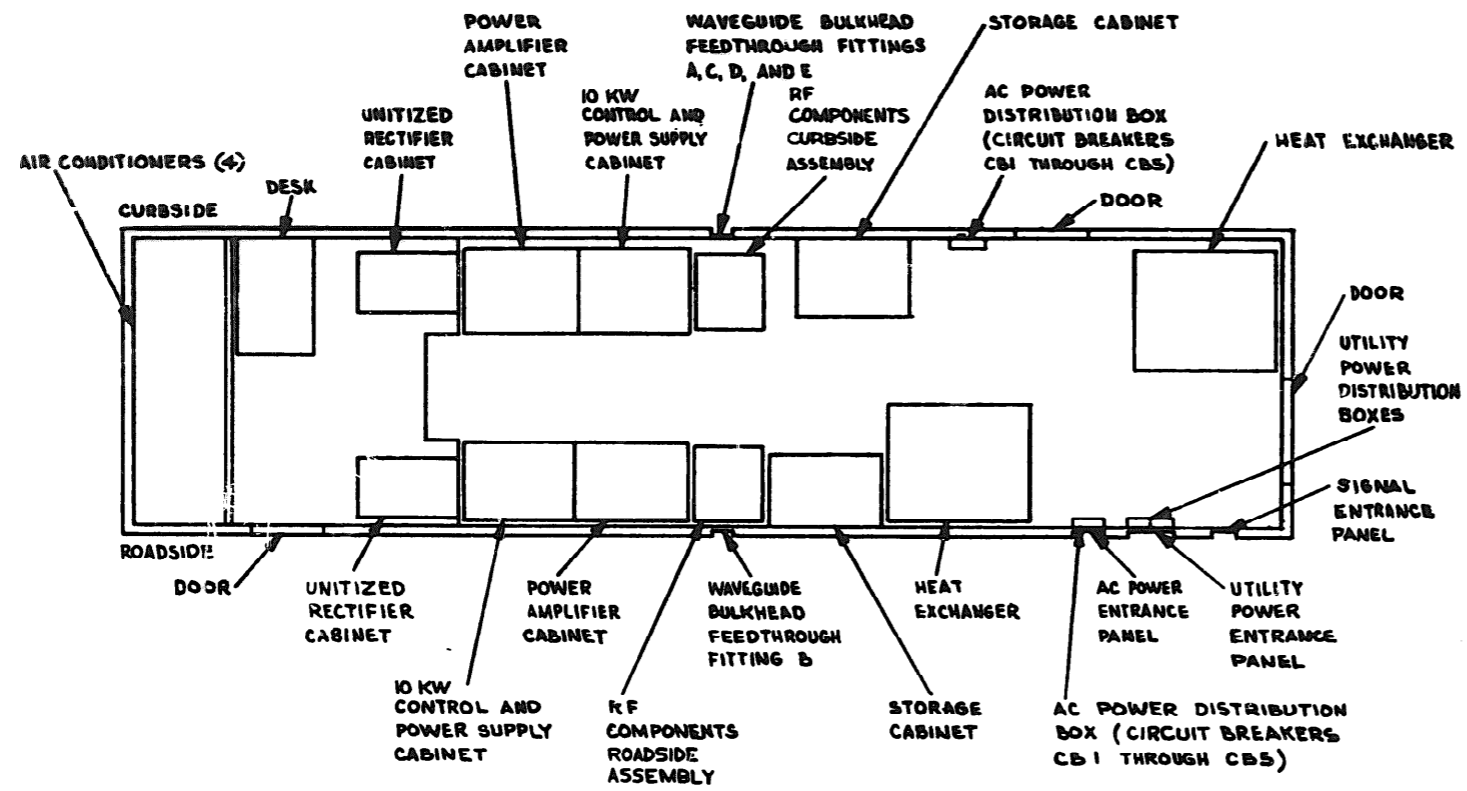 POWER
AMPLIFIER
CABINET
WAVEGUIDE BULKHEAD
FEEDTHROUGH FITTINGS
A, C, D, AND E
STORAGE CABINET
UNITIZED
RECTIFIER
CABINET
10 KW
CONTROL AND
POWER SUPPLY
CABINET
RF
COMPONENTS
CURBSIDE
ASSEMBLY
AC POWER
DISTRIBUTION BOX
(CIRCUIT BREAKERS
CB1 THROUGH CB5)
HEAT EXCHANGER
AIR CONDITIONERS (4)
DESK
DOOR
CURBSIDE
DOOR
UTILITY
POWER
DISTRIBUTION
BOXES
SIGNAL
ENTRANCE
PANEL
ROADSIDE
DOOR
UNITIZED
RECTIFIER
CABINET
POWER
AMPLIFIER
CABINET
WAVEGUIDE
BULKHEAD
FEEDTHROUGH
FITTING B
HEAT
EXCHANGER
AC POWER
ENTRANCE
PANEL
UTILITY
POWER
ENTRANCE
PANEL
10 KW
CONTROL AND
POWER SUPPLY
CABINET
RF
COMPONENTS
ROADSIDE
ASSEMBLY
STORAGE
CABINET
AC POWER DISTRIBUTION
BOX (CIRCUIT BREAKERS
CB1 THROUGH CB5)